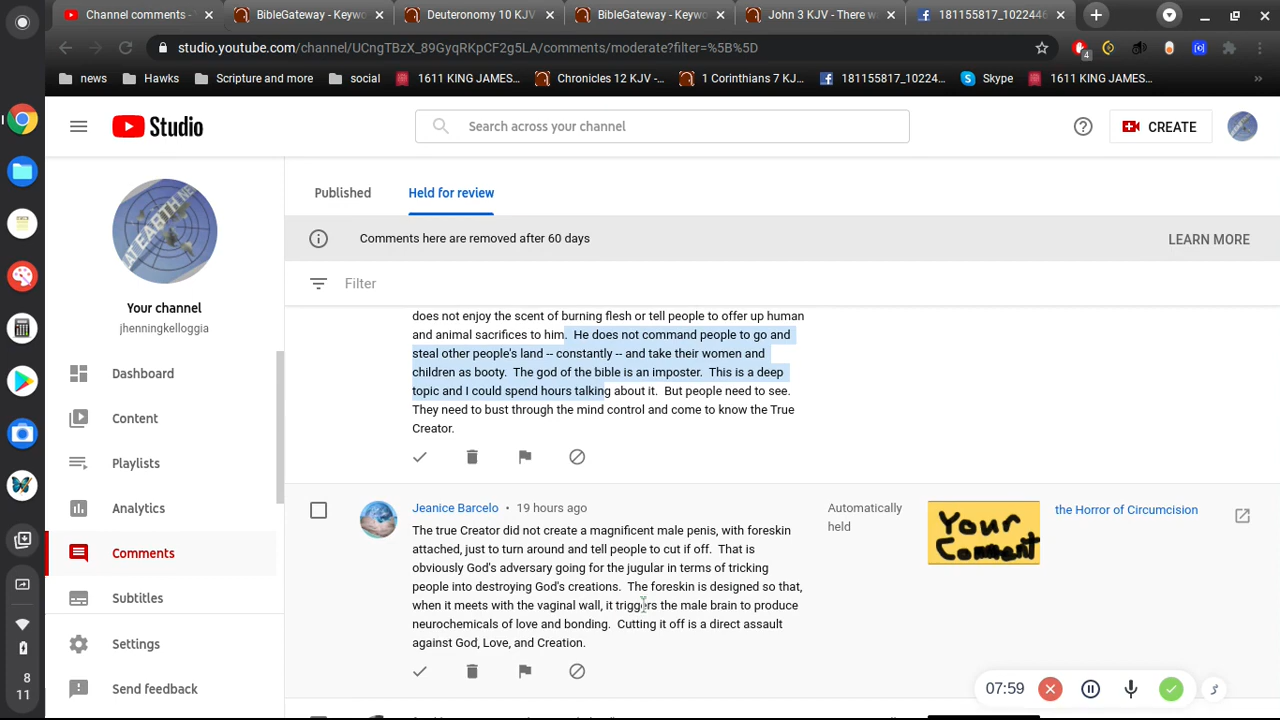 Channel comments -
BibleGateway - Keywo
Deuteronomy 10 KJV
BibleGateway - Keywo
John 3 KJV - There w
181155817_1022446
studio.youtube.com/channel/UCngTBzX_89GyqRKpCF2g5LA/comments/moderate?filter=%5B%5D
4
news
Hawks
Scripture and more
social
1611 KING JAMES...
Chronicles 12 KJV -...
1 Corinthians 7 KJ...
181155817_10224...
Skype
1611 KING JAMES...
»
Studio
Search across your channel
CREATE
AT EARTH.NE
Your channel
jhenningkelloggia
Dashboard
Content
Playlists
Analytics
Comments
Subtitles
Settings
Send feedback
8
11
Published
Held for review
Comments here are removed after 60 days
LEARN MORE
Filter
does not enjoy the scent of burning flesh or tell people to offer up human
and animal sacrifices to him. He does not command people to go and
steal other people's land -- constantly -- and take their women and
children as booty. The god of the bible is an imposter. This is a deep
topic and I could spend hours talking about it. But people need to see.
They need to bust through the mind control and come to know the True
Creator.
Jeanice Barcelo • 19 hours ago
The true Creator did not create a magnificent male penis, with foreskin
attached, just to turn around and tell people to cut if off. That is
obviously God's adversary going for the jugular in terms of tricking
people into destroying God's creations. The foreskin is designed so that,
when it meets with the vaginal wall, it triggers the male brain to produce
neurochemicals of love and bonding. Cutting it off is a direct assault
against God, Love, and Creation.
Automatically
held
Your
Comment
the Horror of Circumcision
07:59